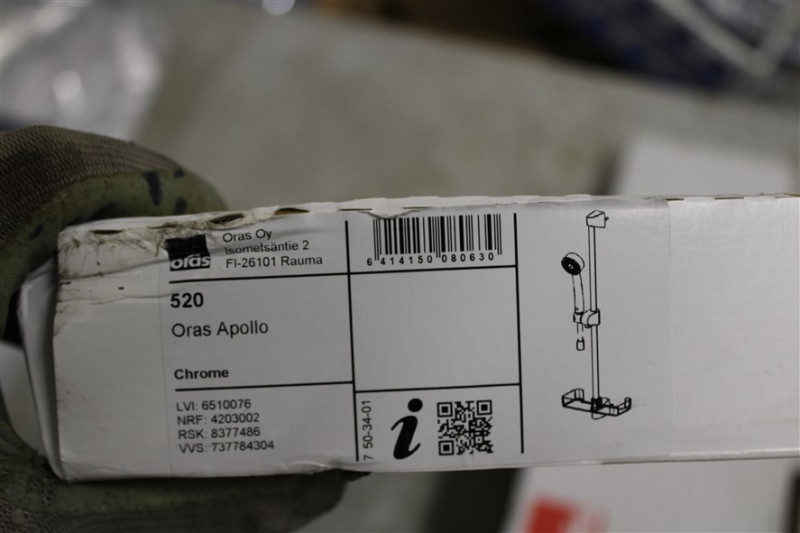 oras
Oras Oy
Isometsäntie 2
FI-26101 Rauma
6 414150 080630
520
Oras Apollo
Chrome
LVI: 6510076
NRF: 4203002
RSK: 8377486
VVS: 737784304
7 50-34-01
i